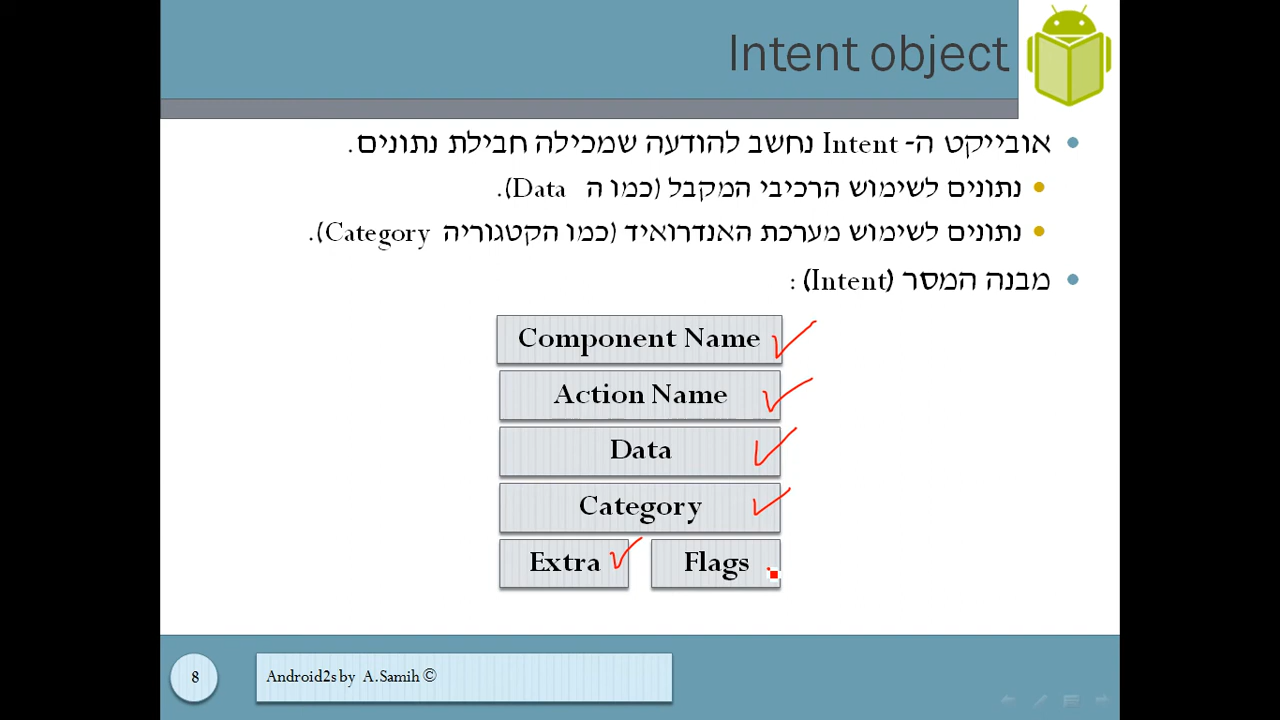 Intent object
אובייקט ה- Intent נחשב להודעה שמכילה חבילת נתונים.
נתונים לשימוש הרכיבי המקבל (כמו ה Data).
נתונים לשימוש מערכת האנדרואיד (כמו הקטגוריה Category).
מבנה המסר (Intent) :
Component Name
Action Name
Data
Category
Extra Flags
8 Android2s by A.Samih ©